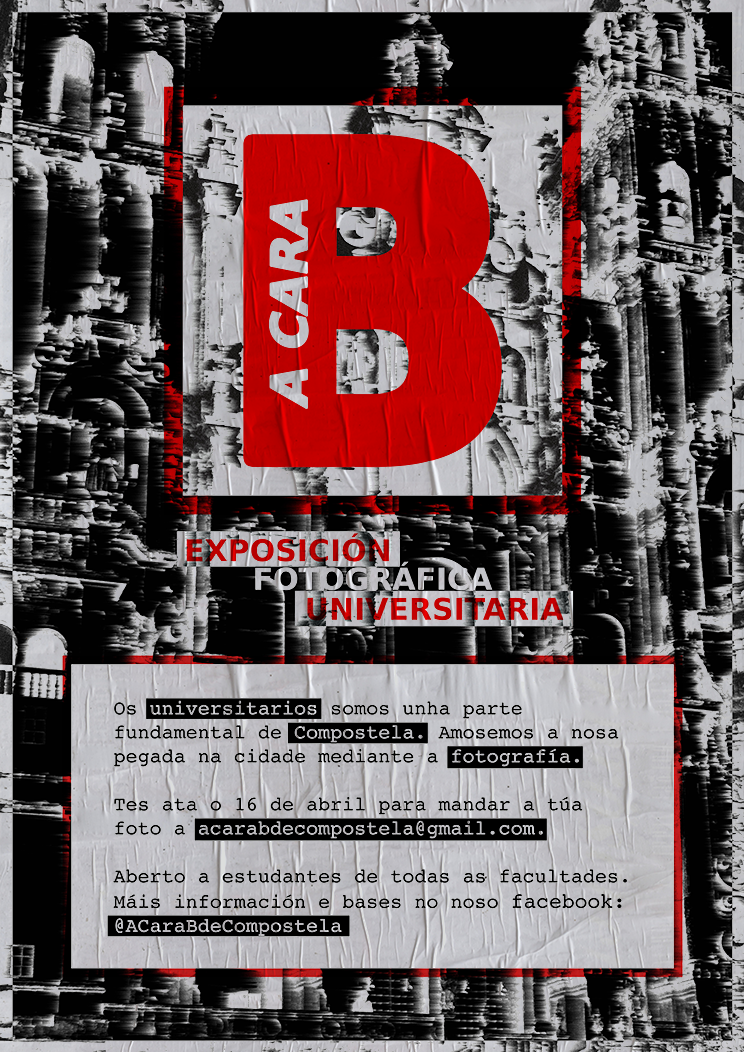 A CARA
B
EXPOSICIÓN
FOTOGRÁFICA
UNIVERSITARIA
Os universitarios somos unha parte
fundamental de Compostela. Amosemos a nosa
pegada na cidade mediante a fotografía.
Tes ata o 16 de abril para mandar a túa
foto a acarabdecompostela@gmail.com.
Aberto a estudantes de todas as facultades.
Máis información e bases no noso facebook:
@ACaraBdeCompostela